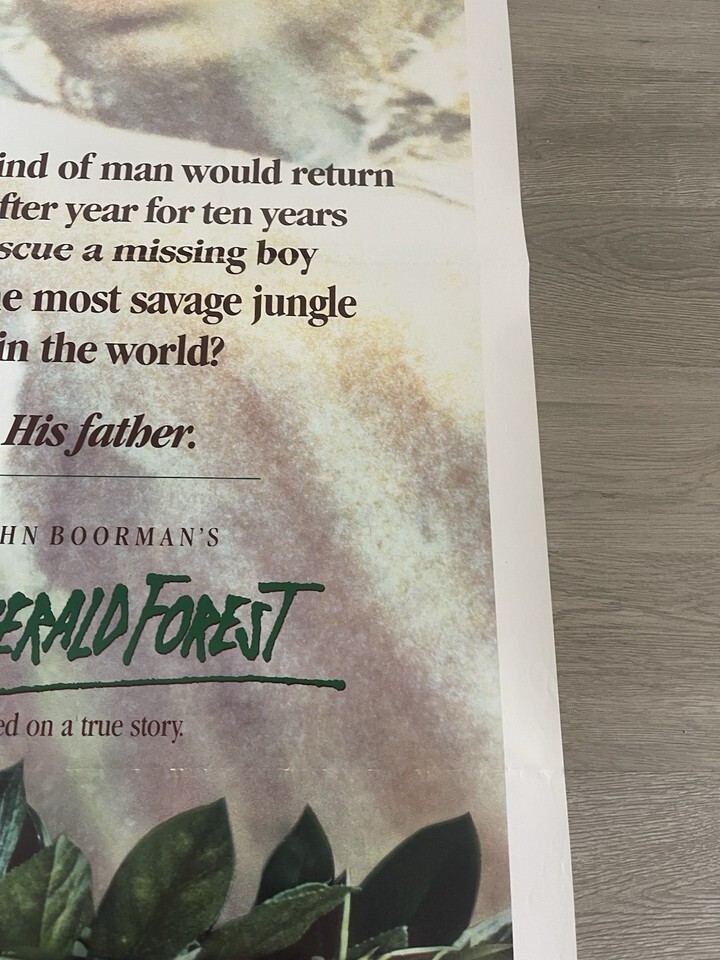 ind of man would return
fter year for ten years
scue a missing boy
e most savage jungle
in the world?
His father.
HN BOORMAN'S
ERALD FOREST
ed on a true story.